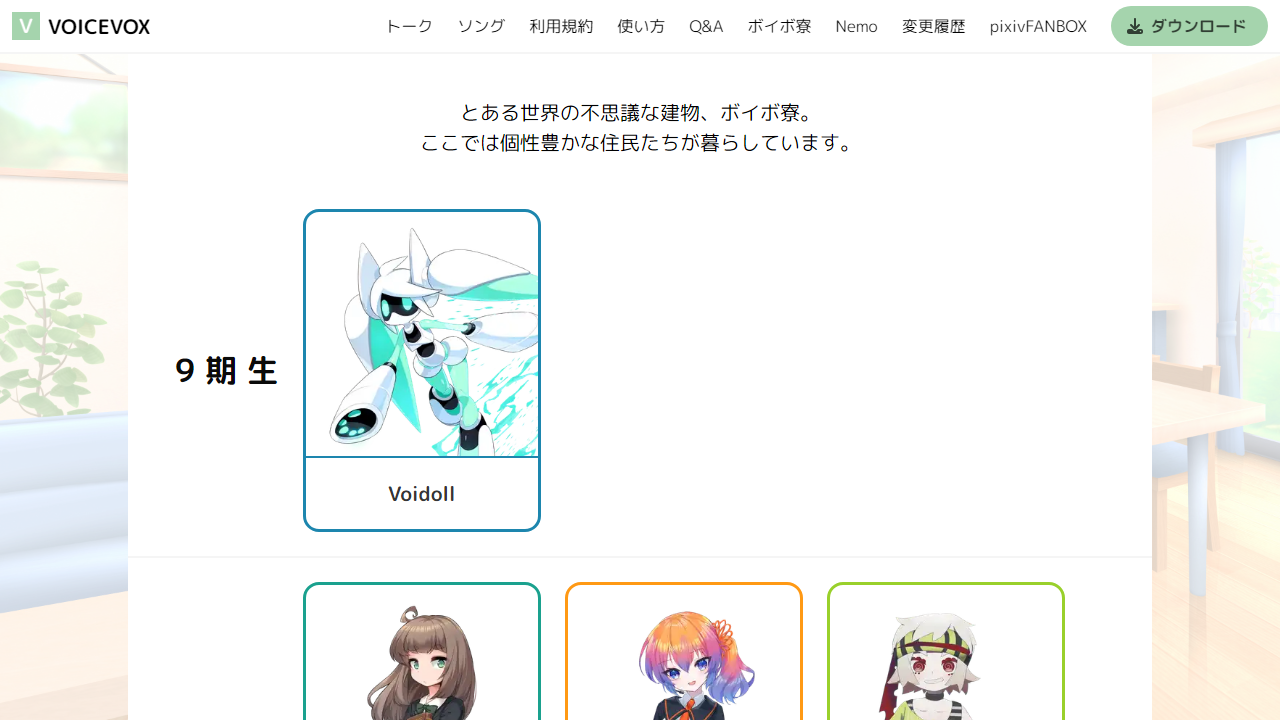 V VOICEVOX
トーク ソング 利用規約 使い方 Q&A ボイボ寮 Nemo 変更履歴 pixivFANBOX ダウンロード
とある世界の不思議な建物、ボイボ寮。
ここでは個性豊かな住民たちが暮らしています。
9期生
Voidoll